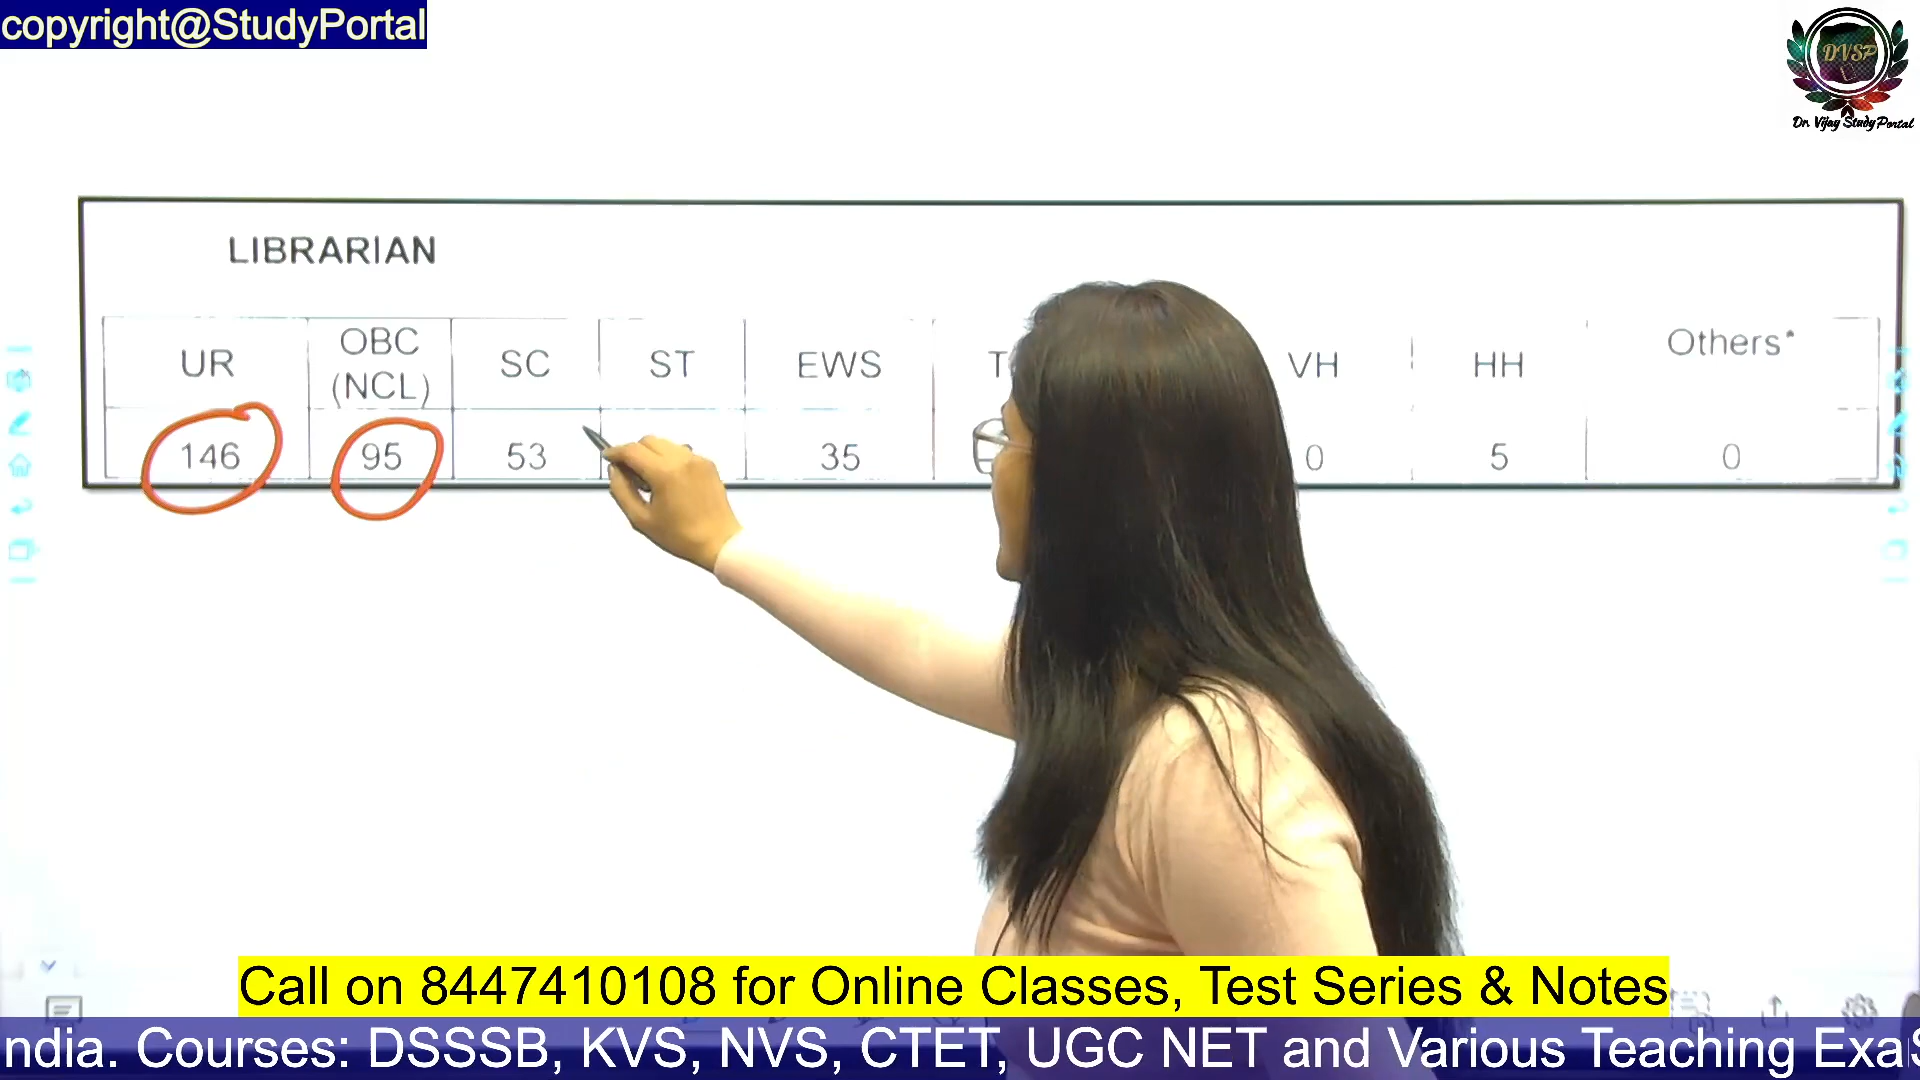 copyright@StudyPortal
DVSP
Dr. Vijay StudyPortal
LIBRARIAN
UR OBC (NCL) SC ST EWS VH HH Others*
146 95 53 35 0 5 0
Call on 8447410108 for Online Classes, Test Series & Notes
ndia. Courses: DSSSB, KVS, NVS, CTET, UGC NET and Various Teaching Exa